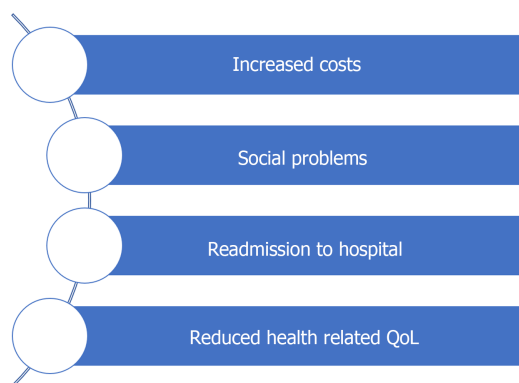 Increased costs
Social problems
Readmission to hospital
Reduced health related QoL